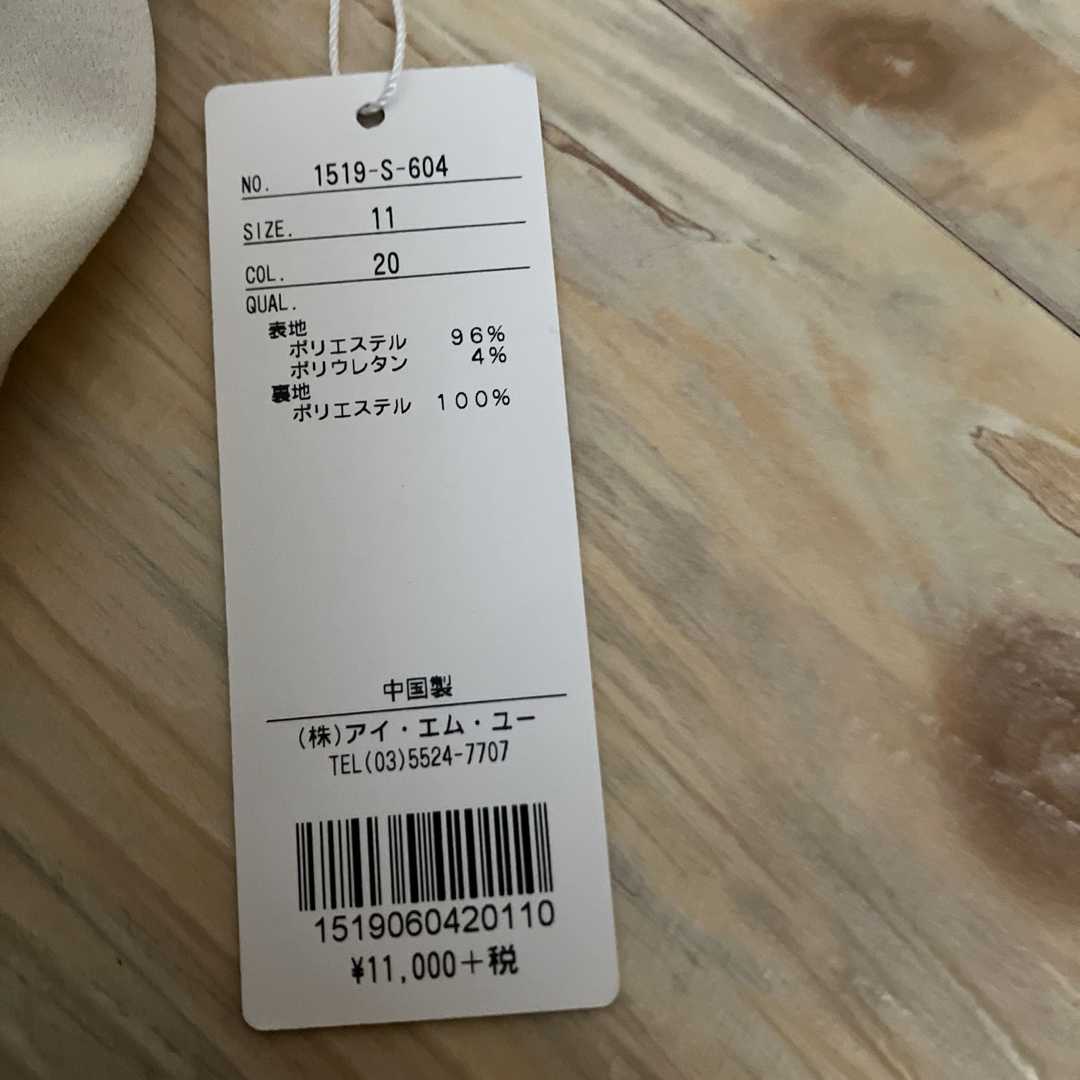 NO. 1519-S-604
SIZE. 11
COL. 20
QUAL.
表地
ポリエステル 96%
ポリウレタン 4%
裏地
ポリエステル 100%
中国製
(株)アイ・エム・ユー
TEL(03)5524-7707
1519060420110
¥11,000+税